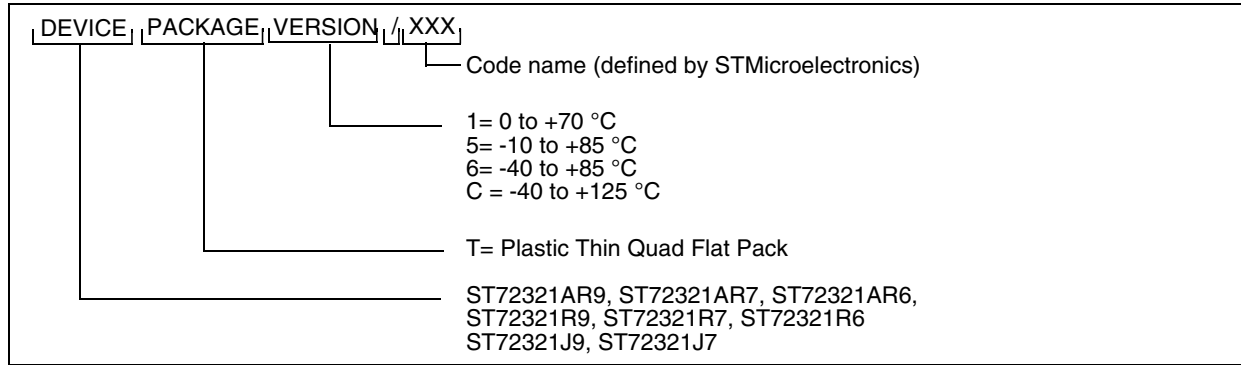 DEVICE PACKAGE VERSION / XXX
Code name (defined by STMicroelectronics)
1= 0 to +70 °C
5= -10 to +85 °C
6= -40 to +85 °C
C = -40 to +125 °C
T= Plastic Thin Quad Flat Pack
ST72321AR9, ST72321AR7, ST72321AR6,
ST72321R9, ST72321R7, ST72321R6
ST72321J9, ST72321J7